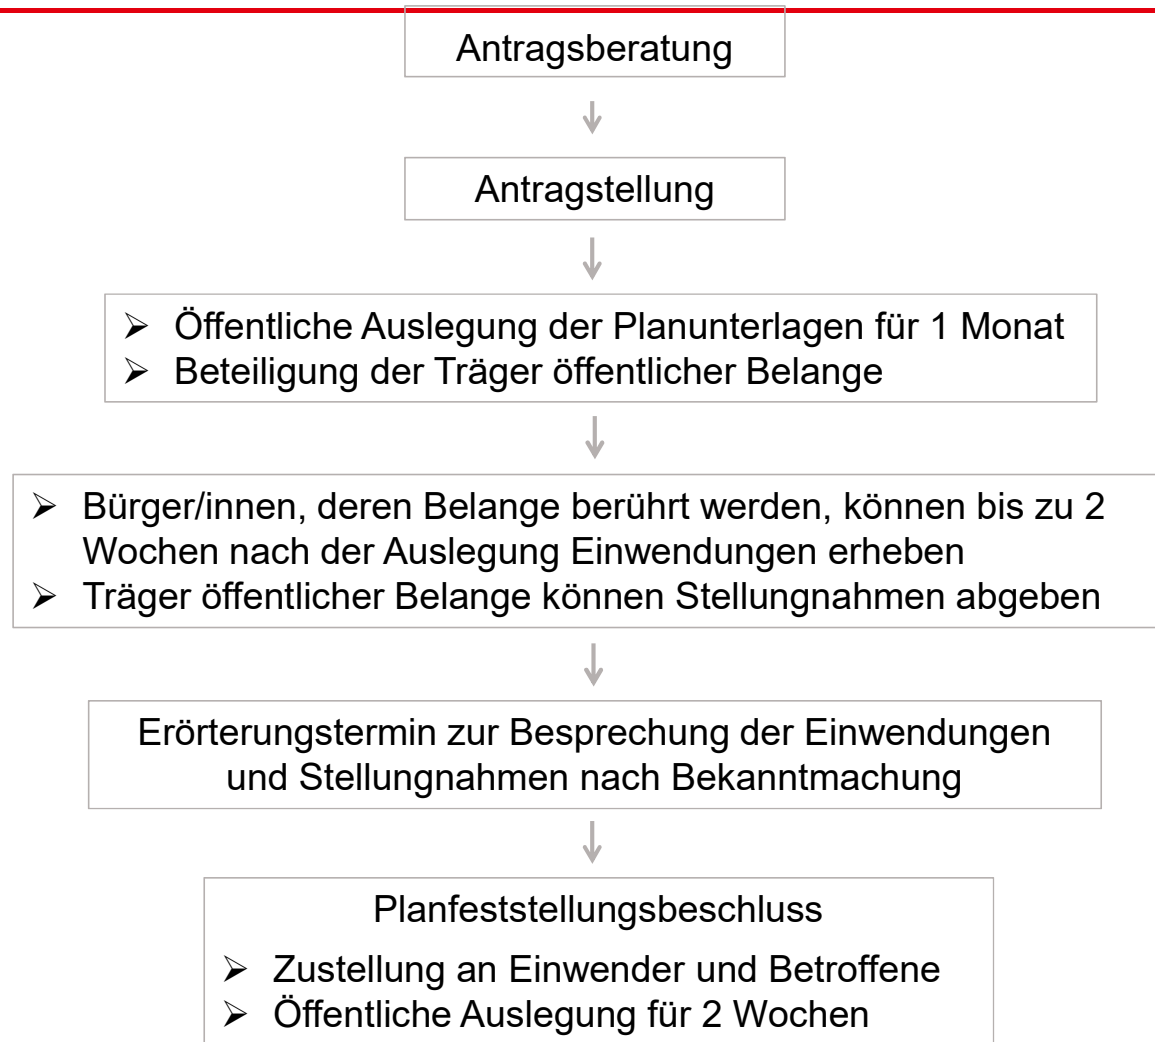 Antragsberatung
Antragstellung
➢ Öffentliche Auslegung der Planunterlagen für 1 Monat
➢ Beteiligung der Träger öffentlicher Belange
➢ Bürger/innen, deren Belange berührt werden, können bis zu 2
Wochen nach der Auslegung Einwendungen erheben
➢ Träger öffentlicher Belange können Stellungnahmen abgeben
Erörterungstermin zur Besprechung der Einwendungen
und Stellungnahmen nach Bekanntmachung
Planfeststellungsbeschluss
➢ Zustellung an Einwender und Betroffene
➢ Öffentliche Auslegung für 2 Wochen